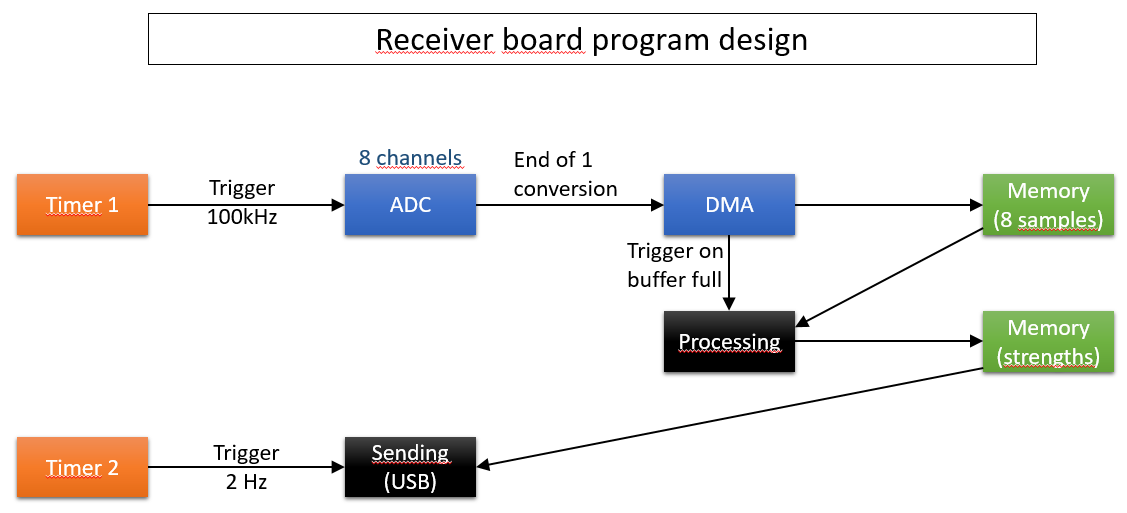 Receiver board program design
8 channels
End of 1
conversion
Timer 1
Trigger
100kHz
ADC
DMA
Memory
(8 samples)
Trigger on
buffer full
Processing
Memory
(strengths)
Timer 2
Trigger
2 Hz
Sending
(USB)